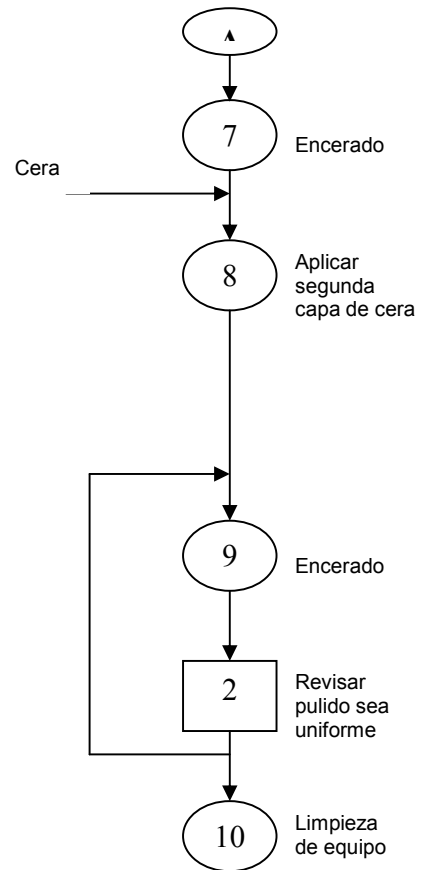 7
Encerado
Cera
8
Aplicar
segunda
capa de cera
9
Encerado
2
Revisar
pulido sea
uniforme
10
Limpieza
de equipo